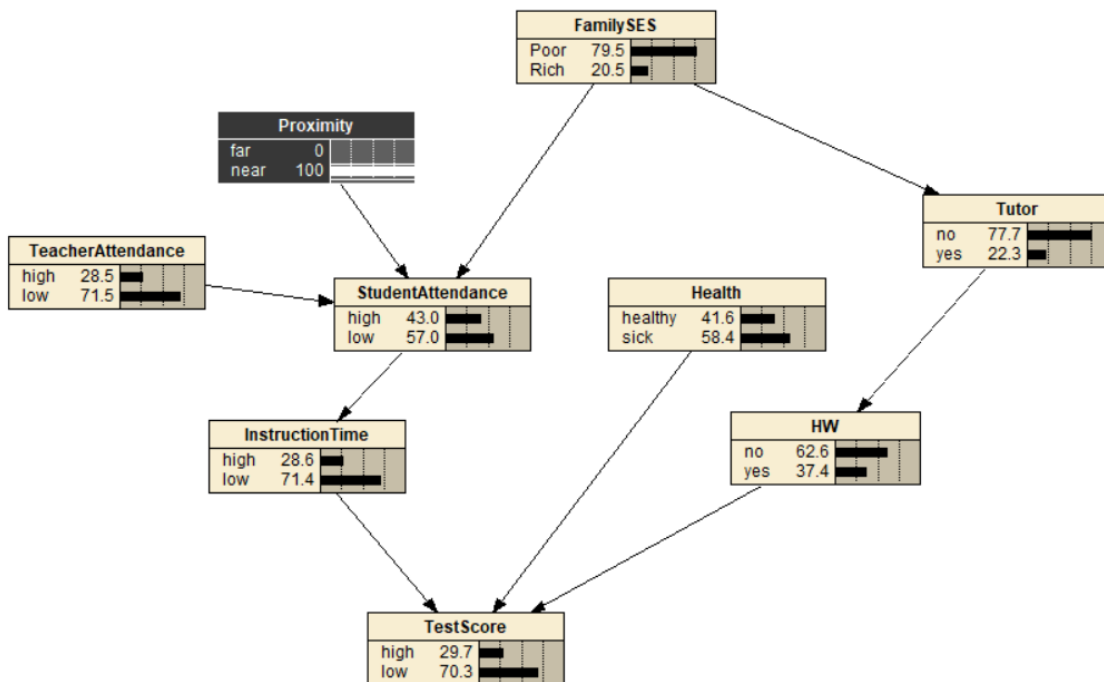 FamilySES
Poor 79.5
Rich 20.5
Proximity
far 0
near 100
Tutor
no 77.7
yes 22.3
TeacherAttendance
high 28.5
low 71.5
StudentAttendance
high 43.0
low 57.0
Health
healthy 41.6
sick 58.4
HW
no 62.6
yes 37.4
InstructionTime
high 28.6
low 71.4
TestScore
high 29.7
low 70.3